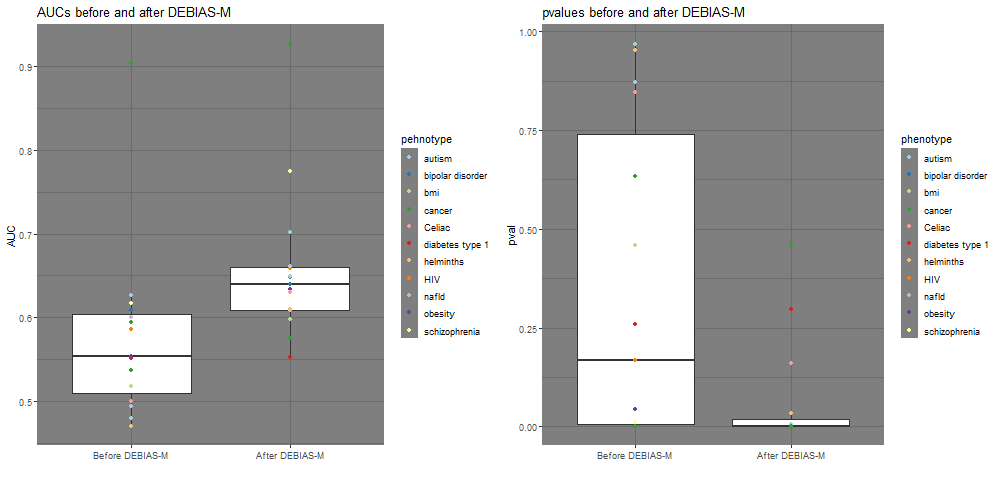 AUCs before and after DEBIAS-M
AUC
0.9
0.8
0.7
0.6
0.5
Before DEBIAS-M
After DEBIAS-M
pehnotype
autism
bipolar disorder
bmi
cancer
Celiac
diabetes type 1
helminths
HIV
nafld
obesity
schizophrenia
pvalues before and after DEBIAS-M
pval
1.00
0.75
0.50
0.25
0.00
Before DEBIAS-M
After DEBIAS-M
phenotype
autism
bipolar disorder
bmi
cancer
Celiac
diabetes type 1
helminths
HIV
nafld
obesity
schizophrenia